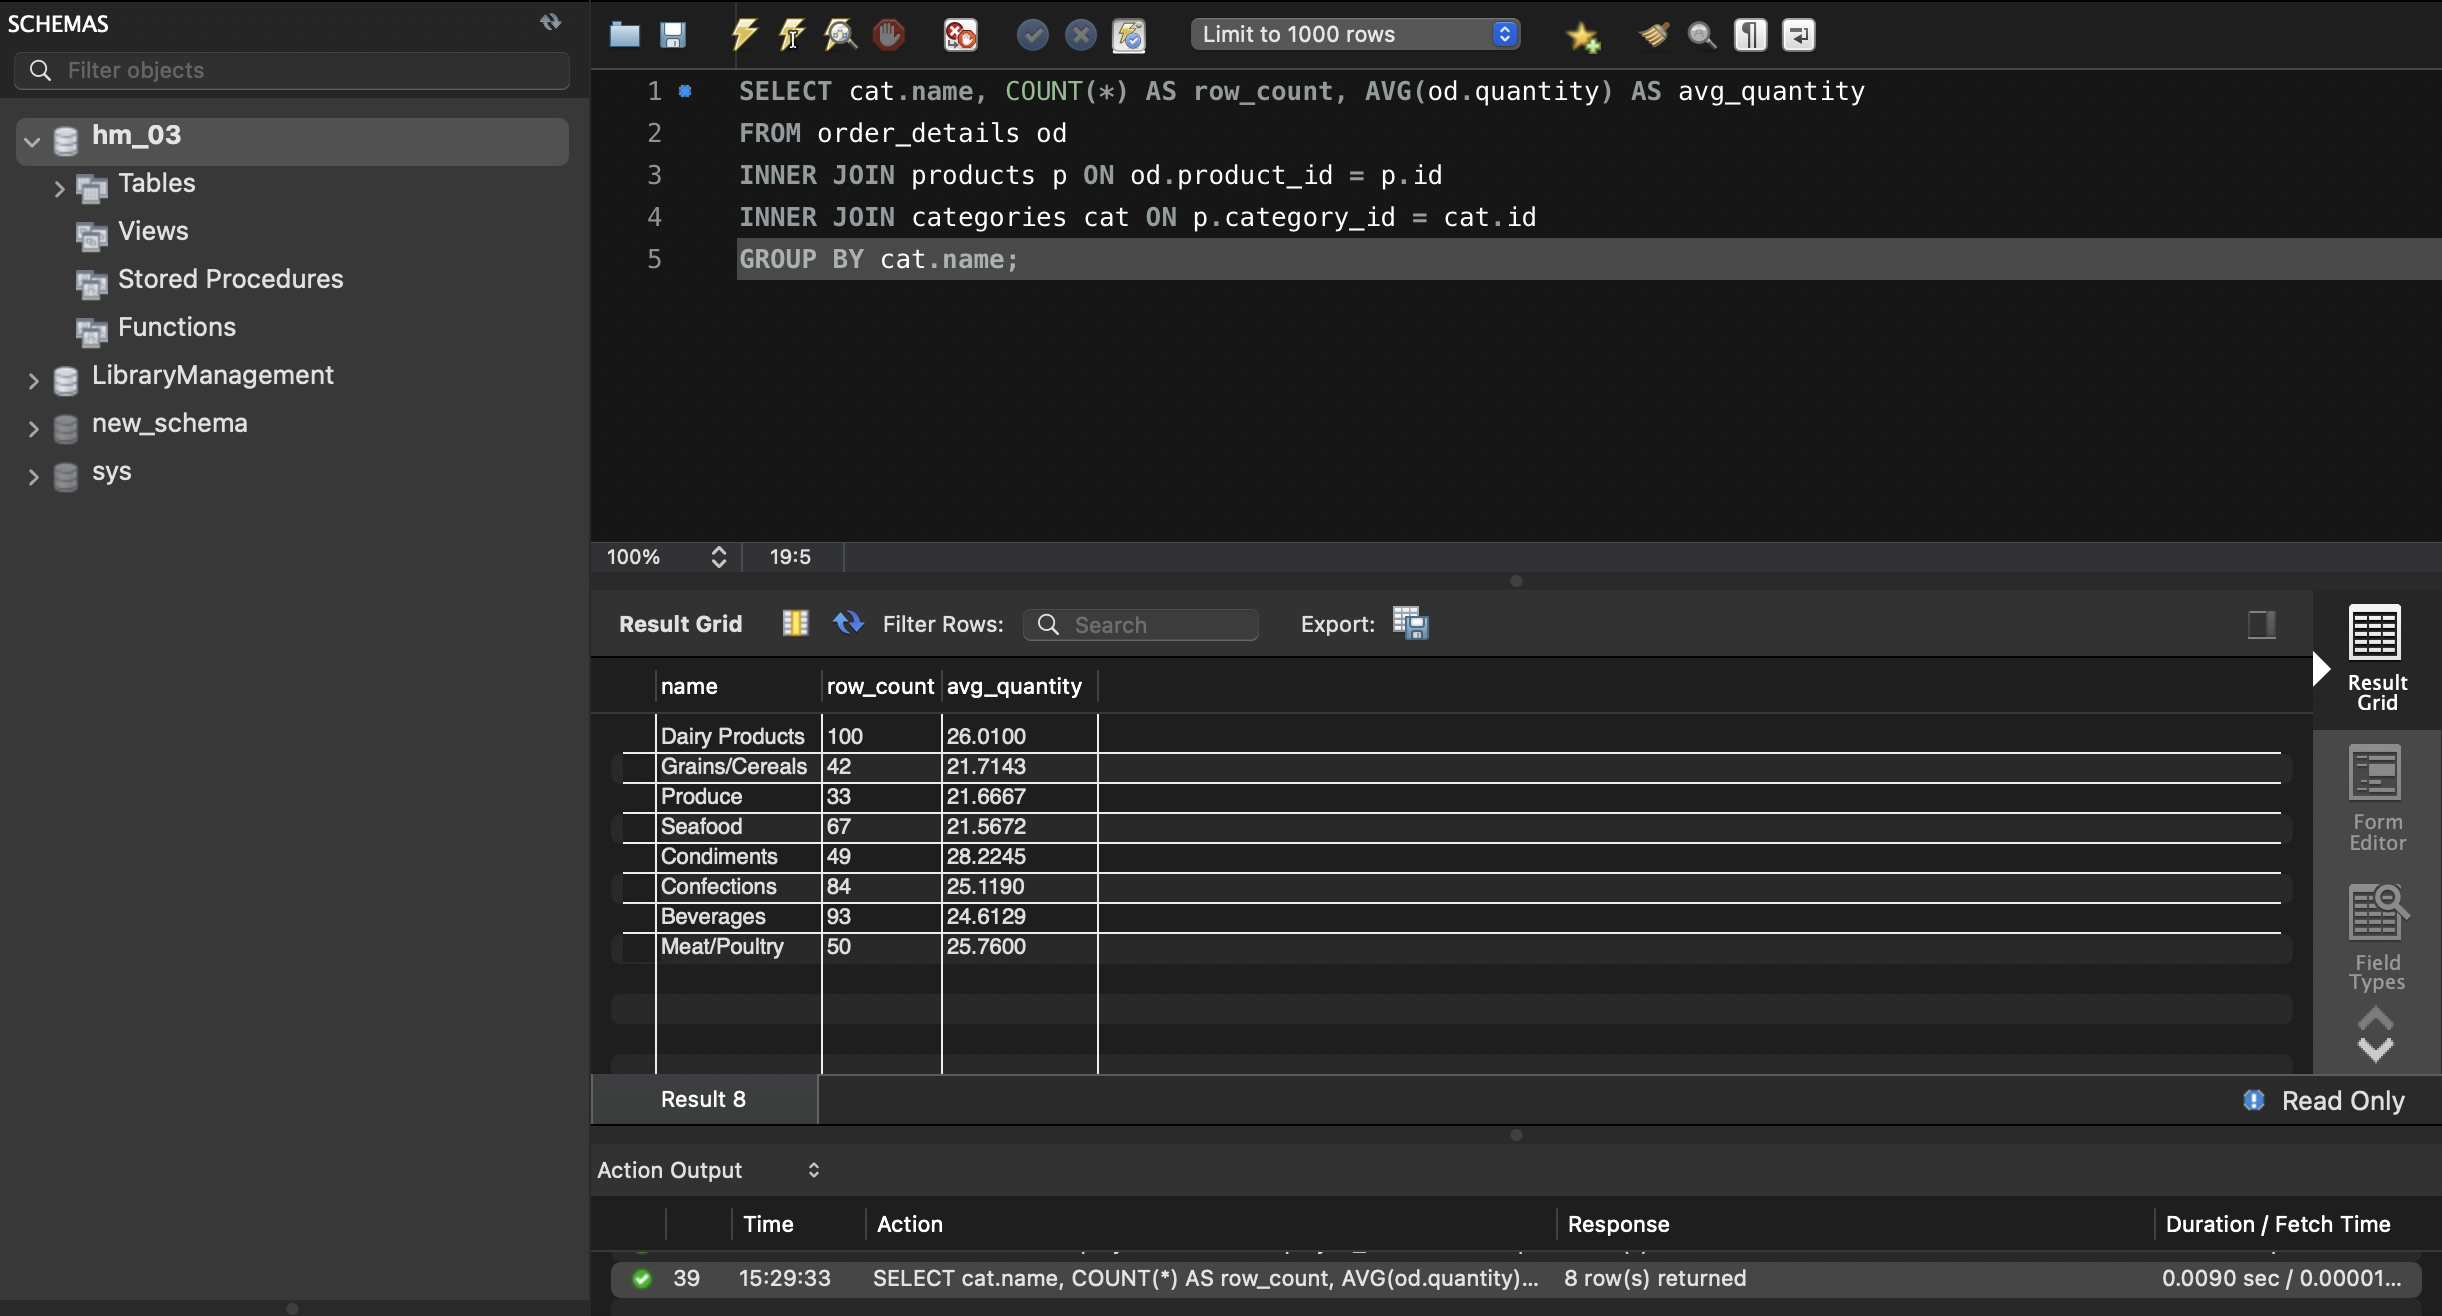 SCHEMAS
Filter objects
hm_03
Tables
Views
Stored Procedures
Functions
LibraryManagement
new_schema
sys
Limit to 1000 rows
1 SELECT cat.name, COUNT(*) AS row_count, AVG(od.quantity) AS avg_quantity
2 FROM order_details od
3 INNER JOIN products p ON od.product_id = p.id
4 INNER JOIN categories cat ON p.category_id = cat.id
5 GROUP BY cat.name;
100% 19:5
Result Grid Filter Rows: Search Export:
name row_count avg_quantity
Dairy Products 100 26.0100
Grains/Cereals 42 21.7143
Produce 33 21.6667
Seafood 67 21.5672
Condiments 49 28.2245
Confections 84 25.1190
Beverages 93 24.6129
Meat/Poultry 50 25.7600
Result
Grid
Form
Editor
Field
Types
Result 8 Read Only
Action Output
Time Action Response Duration / Fetch Time
39 15:29:33 SELECT cat.name, COUNT(*) AS row_count, AVG(od.quantity)... 8 row(s) returned 0.0090 sec / 0.00001...